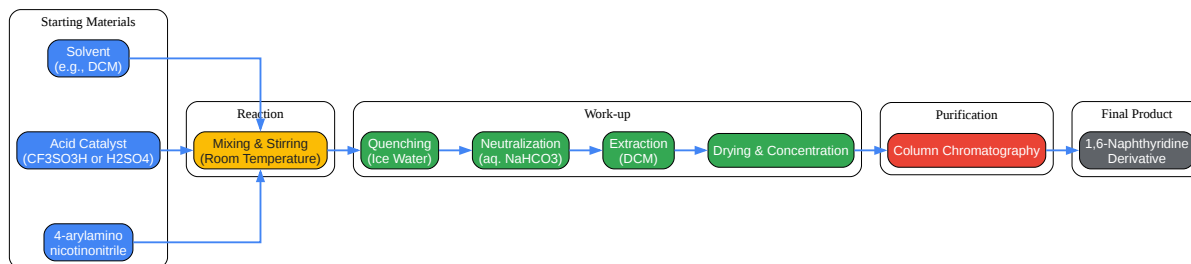 Starting Materials
Solvent
(e.g., DCM)
Acid Catalyst
(CF3SO3H or H2SO4)
4-arylamino
nicotinonitrile
Reaction
Mixing & Stirring
(Room Temperature)
Work-up
Quenching
(Ice Water)
Neutralization
(aq. NaHCO3)
Extraction
(DCM)
Drying & Concentration
Purification
Column Chromatography
Final Product
1,6-Naphthyridine
Derivative